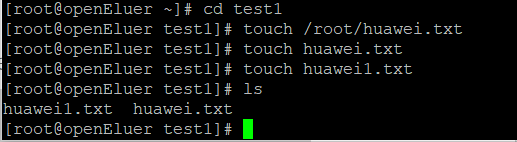 [root@openEluer ~]# cd test1
[root@openEluer test1]# touch /root/huawei.txt
[root@openEluer test1]# touch huawei.txt
[root@openEluer test1]# touch huawei1.txt
[root@openEluer test1]# ls
huawei1.txt  huawei.txt
[root@openEluer test1]#